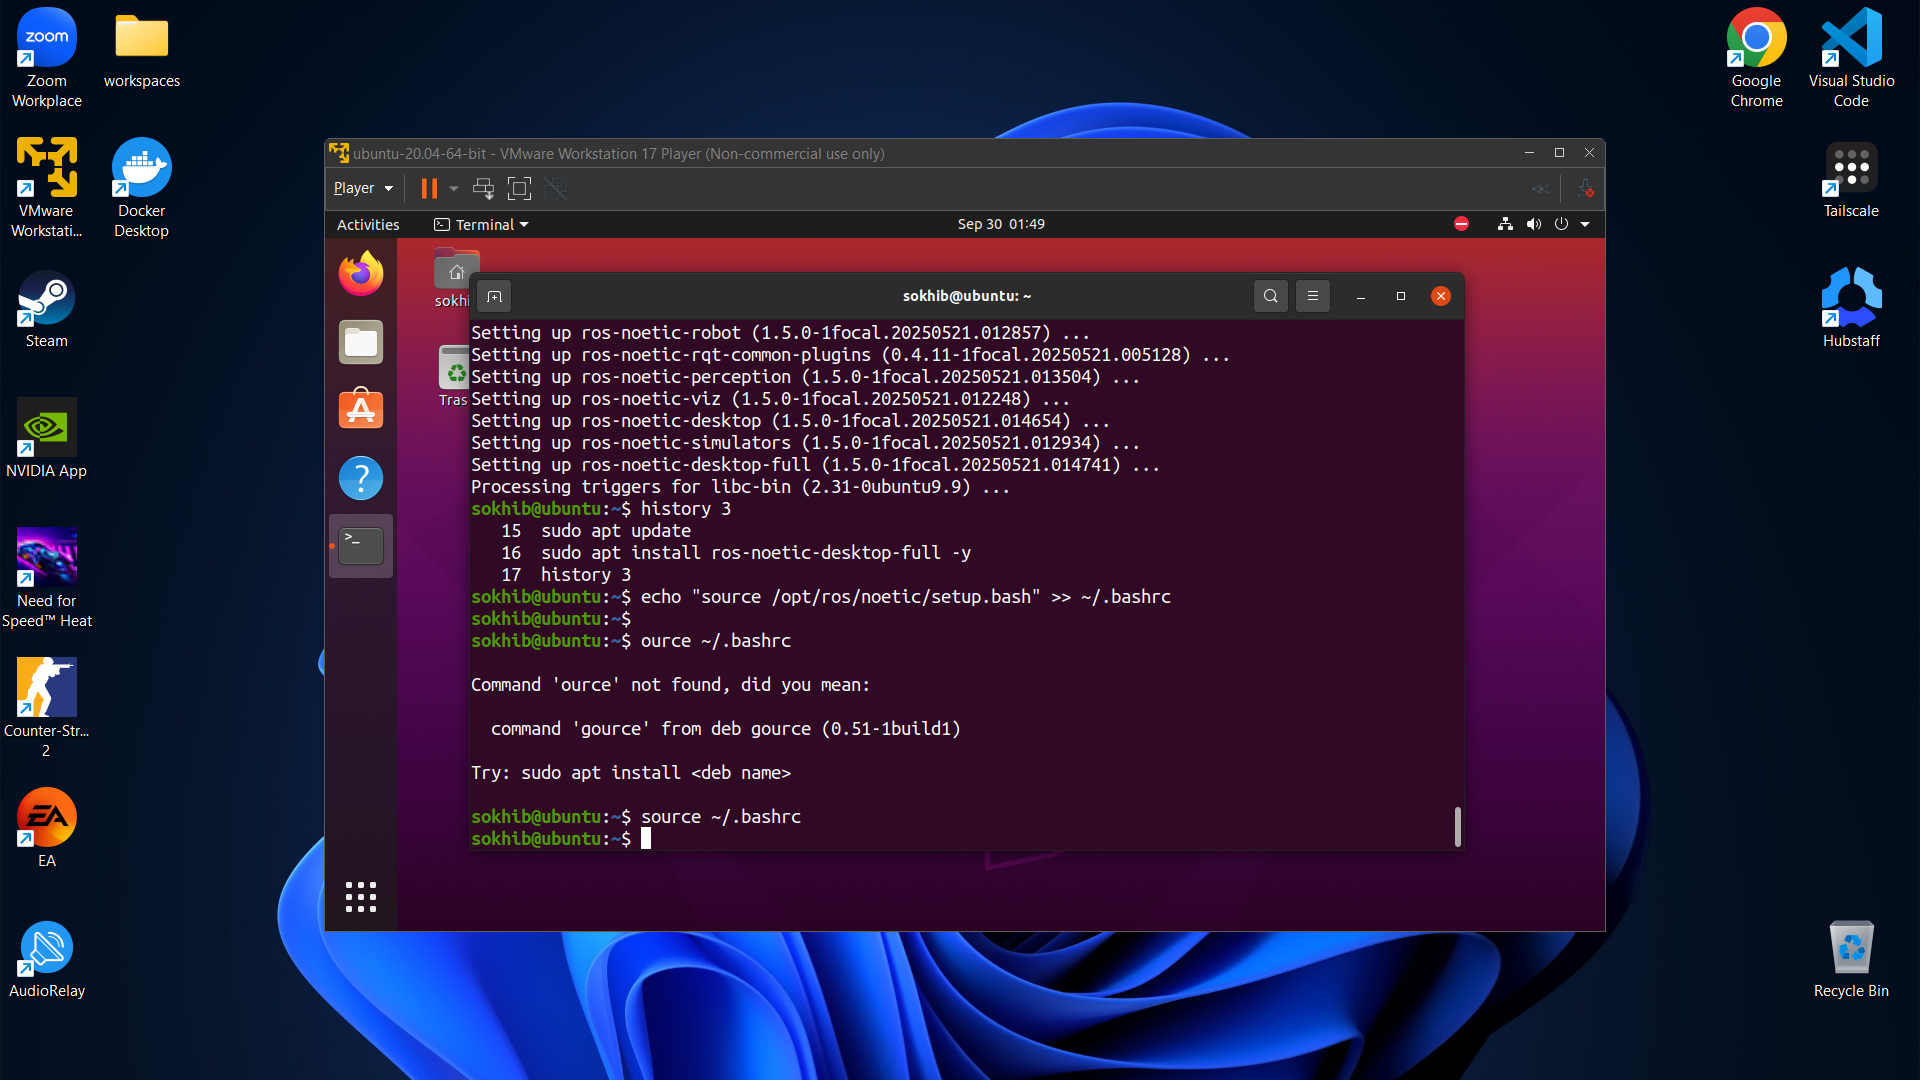 zoom
Zoom
Workplace
workspaces
VMware
Workstati...
Docker
Desktop
Steam
NVIDIA App
Need for
Speed™ Heat
Counter-Str...
2
EA
EA
AudioRelay
Google
Chrome
Visual Studio
Code
Tailscale
Hubstaff
Recycle Bin
ubuntu-20.04-64-bit - VMware Workstation 17 Player (Non-commercial use only)
Player
Activities
Terminal
Sep 30 01:49
sokhi
Tras
sokhib@ubuntu: ~
Setting up ros-noetic-robot (1.5.0-1focal.20250521.012857) ...
Setting up ros-noetic-rqt-common-plugins (0.4.11-1focal.20250521.005128) ...
Setting up ros-noetic-perception (1.5.0-1focal.20250521.013504) ...
Setting up ros-noetic-viz (1.5.0-1focal.20250521.012248) ...
Setting up ros-noetic-desktop (1.5.0-1focal.20250521.014654) ...
Setting up ros-noetic-simulators (1.5.0-1focal.20250521.012934) ...
Setting up ros-noetic-desktop-full (1.5.0-1focal.20250521.014741) ...
Processing triggers for libc-bin (2.31-0ubuntu9.9) ...
sokhib@ubuntu:~$ history 3
15 sudo apt update
16 sudo apt install ros-noetic-desktop-full -y
17 history 3
sokhib@ubuntu:~$ echo "source /opt/ros/noetic/setup.bash" >> ~/.bashrc
sokhib@ubuntu:~$
sokhib@ubuntu:~$ ource ~/.bashrc
Command 'ource' not found, did you mean:
command 'gource' from deb gource (0.51-1build1)
Try: sudo apt install <deb name>
sokhib@ubuntu:~$ source ~/.bashrc
sokhib@ubuntu:~$